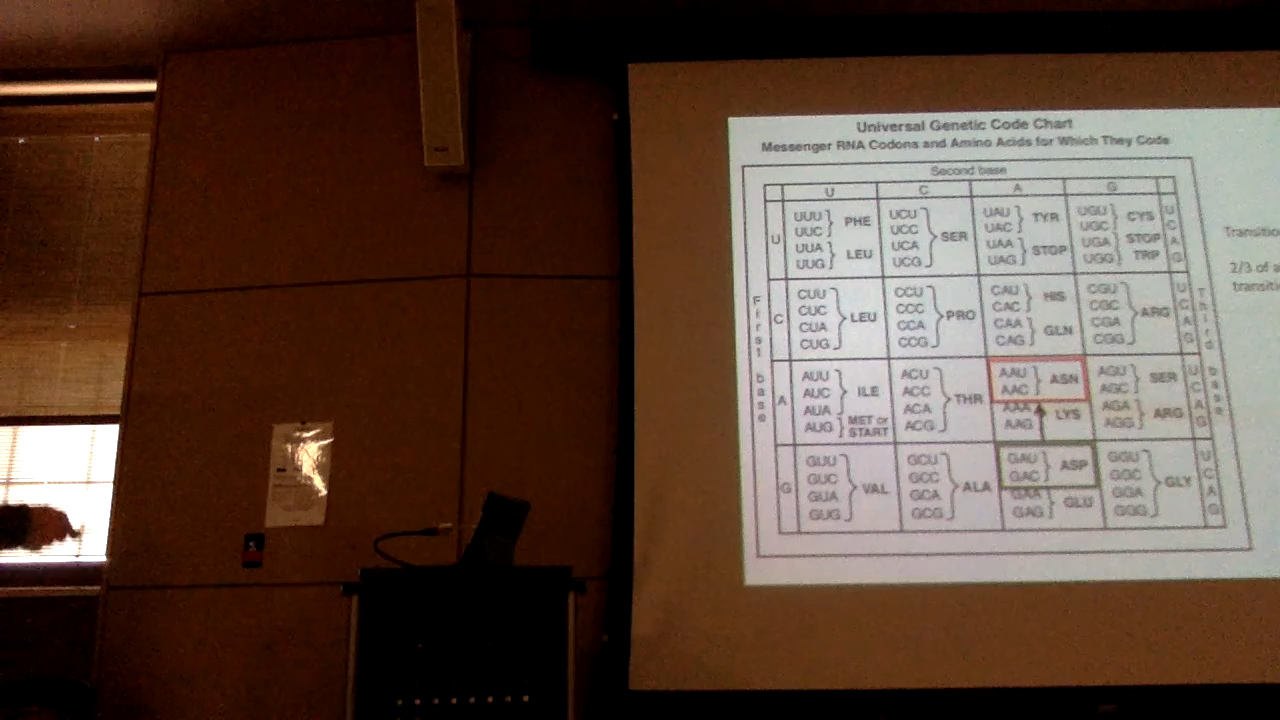 Universal Genetic Code Chart
Messenger RNA Codons and Amino Acids for Which They Code
Second base
U C A G
First base
Third base
U
UUU UUC PHE
UUA UUG LEU
UCU UCC UCA UCG SER
UAU UAC TYR
UAA UAG STOP
UGU UGC CYS
UGA STOP
UGG TRP
U C A G
C
CUU CUC CUA CUG LEU
CCU CCC CCA CCG PRO
CAU CAC HIS
CAA CAG GLN
CGU CGC CGA CGG ARG
U C A G
A
AUU AUC AUA ILE
AUG MET or START
ACU ACC ACA ACG THR
AAU AAC ASN
AAA AAG LYS
AGU AGC SER
AGA AGG ARG
U C A G
G
GUU GUC GUA GUG VAL
GCU GCC GCA GCG ALA
GAU GAC ASP
GAA GAG GLU
GGU GGC GGA GGG GLY
U C A G
Transitio
2/3 of a
transiti